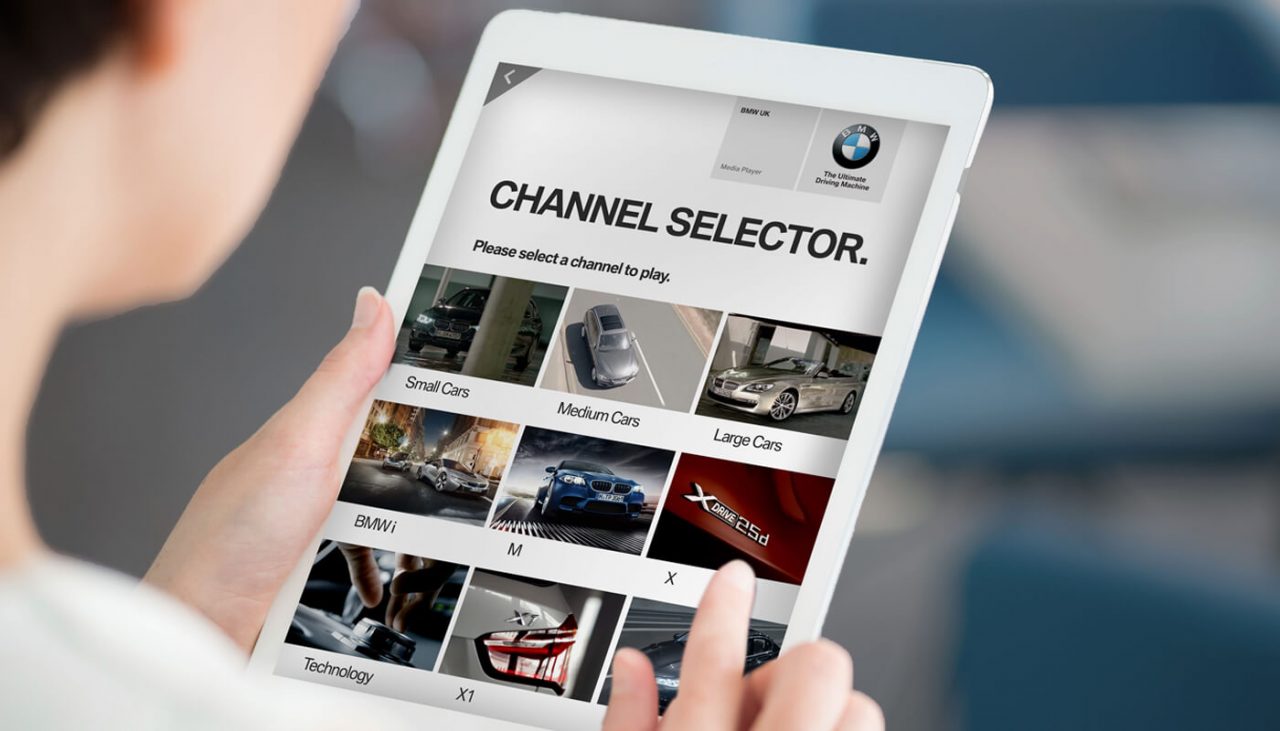 BMW UK
Media Player
BMW
The Ultimate
Driving Machine
CHANNEL SELECTOR.
Please select a channel to play.
Small Cars
Medium Cars
Large Cars
BMW i
M
X
XDRIVE 25d
Technology
X1
X1